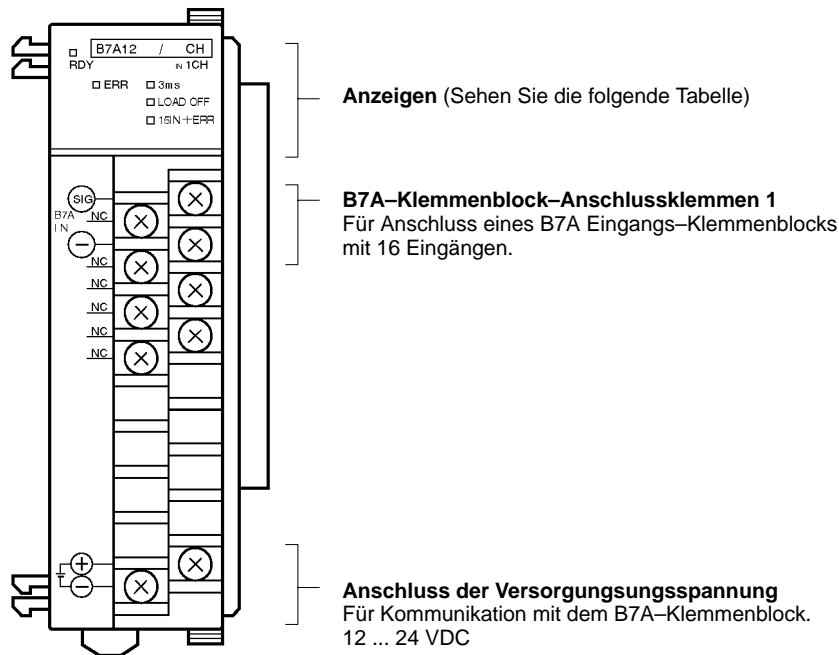 B7A12 / CH
RDY IN 1CH
ERR 3ms
LOAD OFF
15IN+ERR
Anzeigen (Sehen Sie die folgende Tabelle)
SIG
B7A
IN
NC
−
NC
NC
NC
NC
NC
B7A–Klemmenblock–Anschlussklemmen 1
Für Anschluss eines B7A Eingangs–Klemmenblocks
mit 16 Eingängen.
+
−
Anschluss der Versorgungsungsspannung
Für Kommunikation mit dem B7A–Klemmenblock.
12 ... 24 VDC